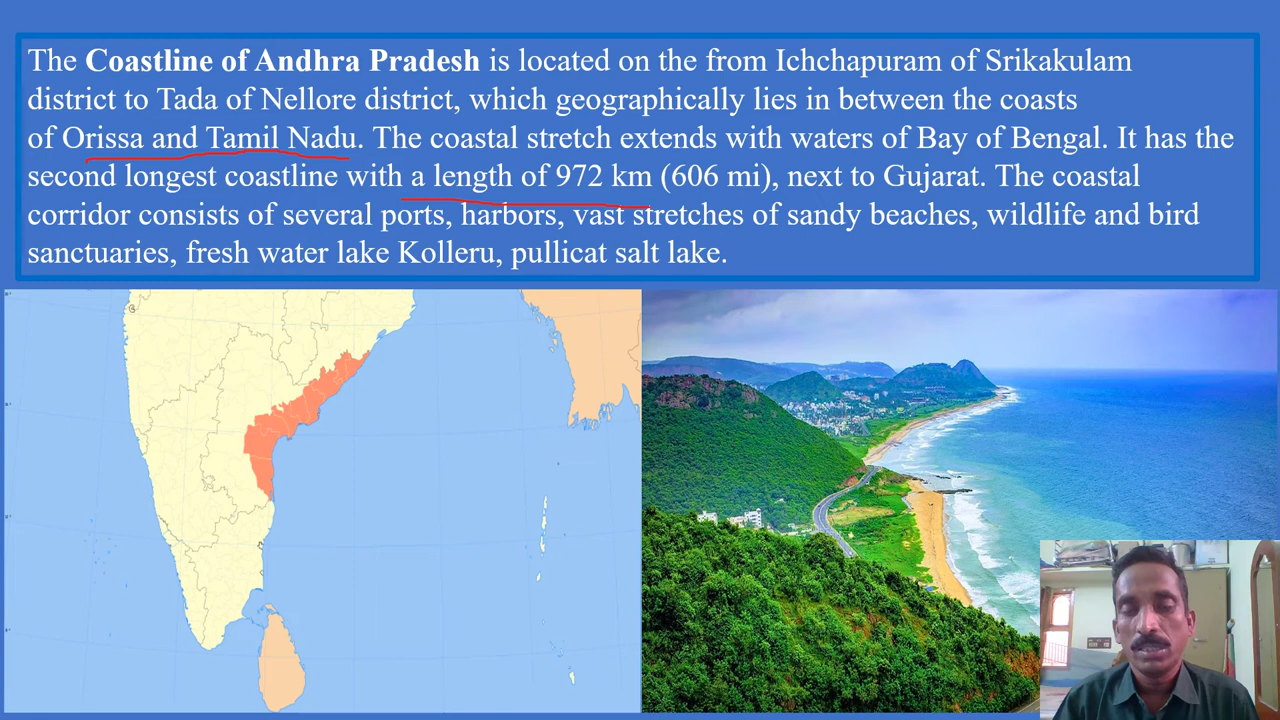 The Coastline of Andhra Pradesh is located on the from Ichchapuram of Srikakulam
district to Tada of Nellore district, which geographically lies in between the coasts
of Orissa and Tamil Nadu. The coastal stretch extends with waters of Bay of Bengal. It has the
second longest coastline with a length of 972 km (606 mi), next to Gujarat. The coastal
corridor consists of several ports, harbors, vast stretches of sandy beaches, wildlife and bird
sanctuaries, fresh water lake Kolleru, pullicat salt lake.